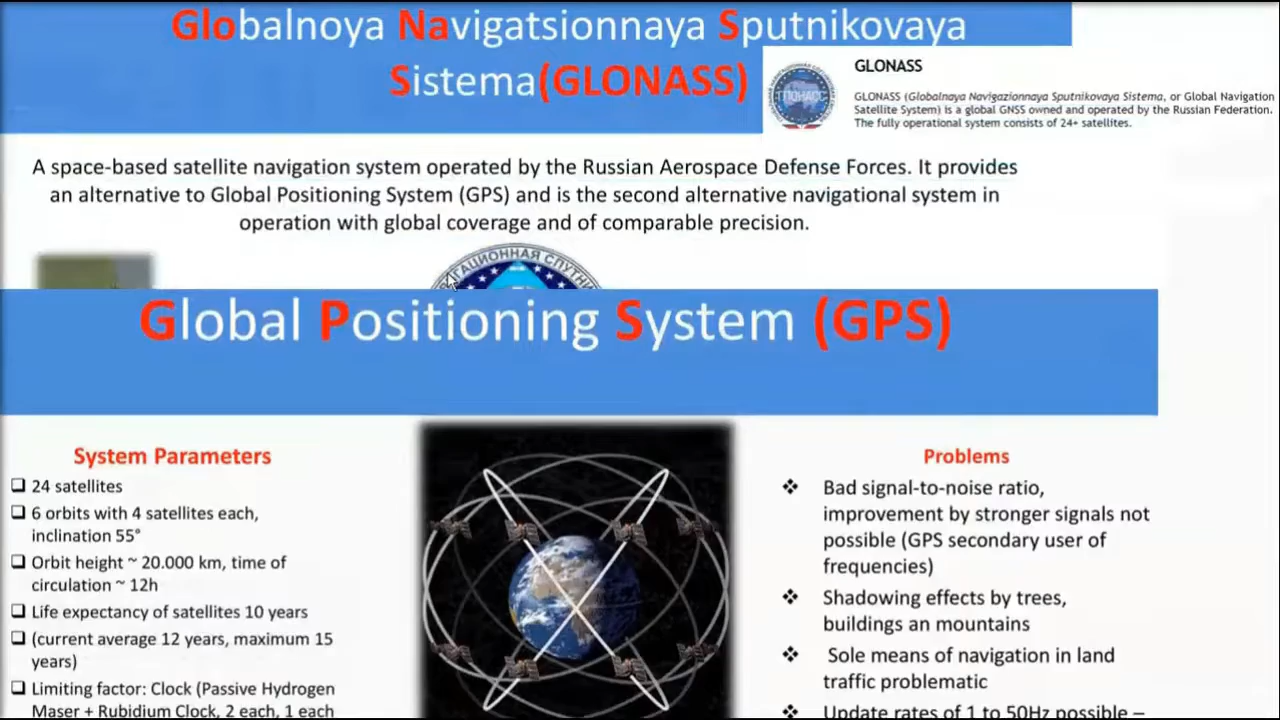 Globalnoya Navigatsionnaya Sputnikovaya
Sistema(GLONASS)
ГЛОНАСС
GLONASS
GLONASS (Globalnaya Navigazionnaya Sputnikovaya Sistema, or Global Navigation
Satellite System) is a global GNSS owned and operated by the Russian Federation.
The fully operational system consists of 24+ satellites.
A space-based satellite navigation system operated by the Russian Aerospace Defense Forces. It provides
an alternative to Global Positioning System (GPS) and is the second alternative navigational system in
operation with global coverage and of comparable precision.
ГАЦИОННАЯ СПУТНИ
Global Positioning System (GPS)
System Parameters
24 satellites
6 orbits with 4 satellites each,
inclination 55°
Orbit height ~ 20.000 km, time of
circulation ~ 12h
Life expectancy of satellites 10 years
(current average 12 years, maximum 15
years)
Limiting factor: Clock (Passive Hydrogen
Maser + Rubidium Clock, 2 each, 1 each
Problems
Bad signal-to-noise ratio,
improvement by stronger signals not
possible (GPS secondary user of
frequencies)
Shadowing effects by trees,
buildings an mountains
Sole means of navigation in land
traffic problematic
Update rates of 1 to 50Hz possible –